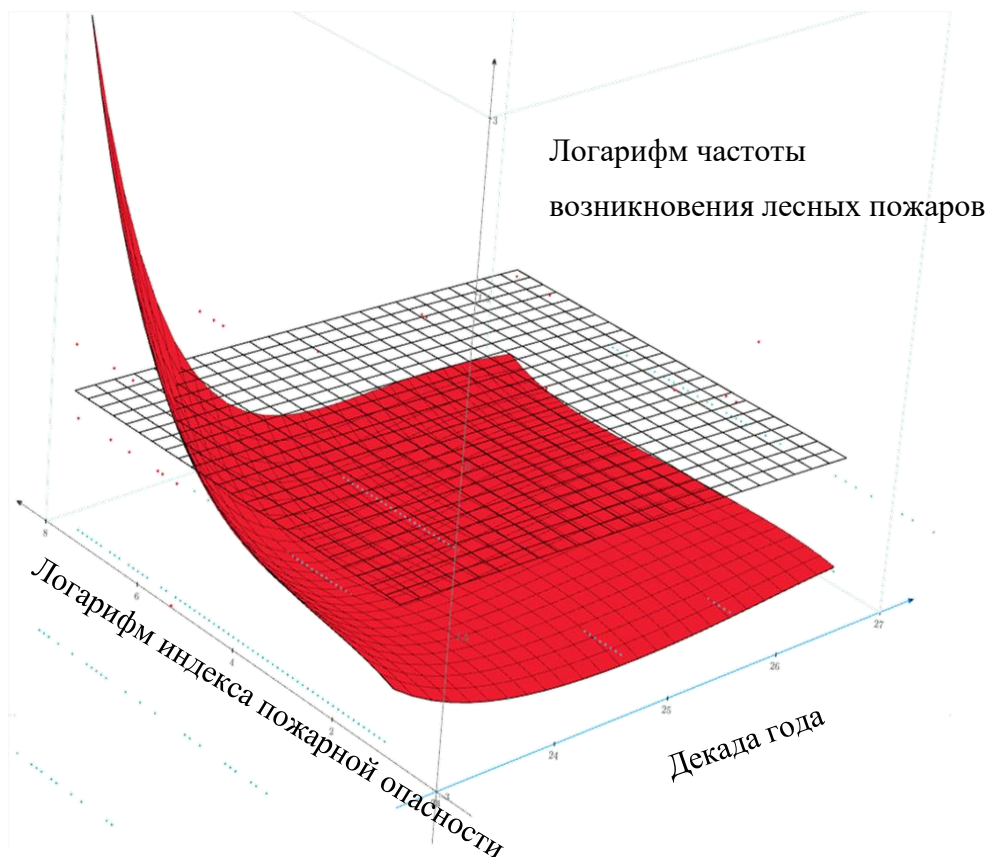 3
Логарифм частоты
возникновения лесных пожаров
8
6
4
2
Логарифм индекса пожарной опасности
24
25
26
27
Декада года
-3